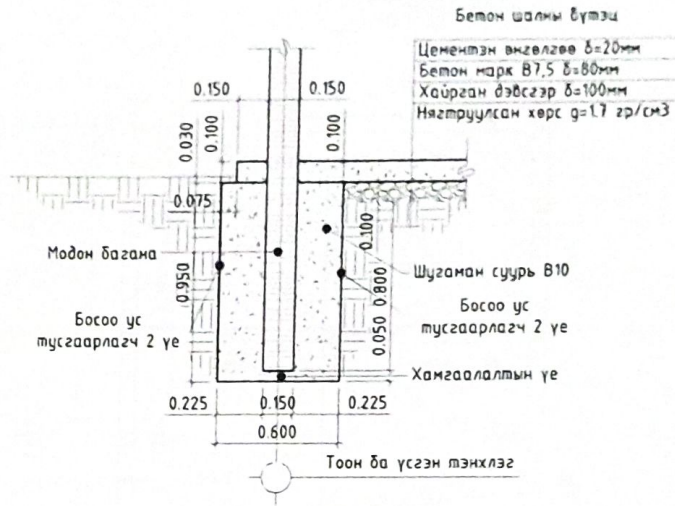 Бетон шалны бүтэц
Цементэн өнгөлгөө δ=20мм
Бетон марк В7,5 δ=80мм
Хайрган дэвсгэр δ=100мм
Нягтруулсан хөрс g=1.7 гр/см3
0.150
0.150
0.030
0.100
0.100
0.075
0.100
Модон багана
0.950
0.800
Шугаман суурь В10
Босоо ус
тусгаарлагч 2 үе
Босоо ус
тусгаарлагч 2 үе
0.050
Хамгаалалтын үе
0.225
0.150
0.225
0.600
Тоон ба үсгэн тэнхлэг